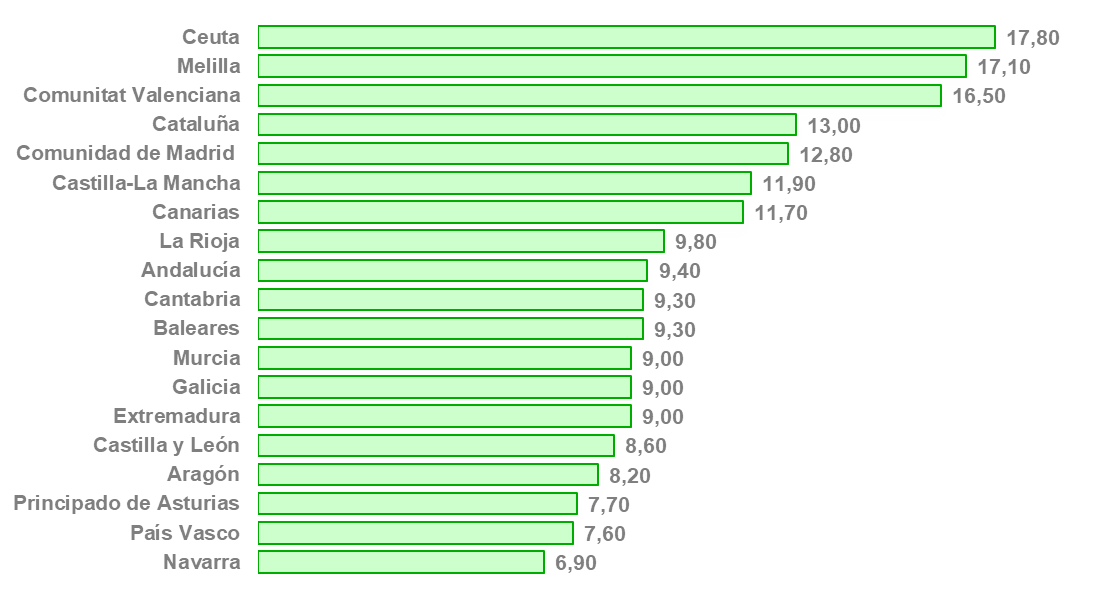 Ceuta 17,80
Melilla 17,10
Comunitat Valenciana 16,50
Cataluña 13,00
Comunidad de Madrid 12,80
Castilla-La Mancha 11,90
Canarias 11,70
La Rioja 9,80
Andalucía 9,40
Cantabria 9,30
Baleares 9,30
Murcia 9,00
Galicia 9,00
Extremadura 9,00
Castilla y León 8,60
Aragón 8,20
Principado de Asturias 7,70
País Vasco 7,60
Navarra 6,90